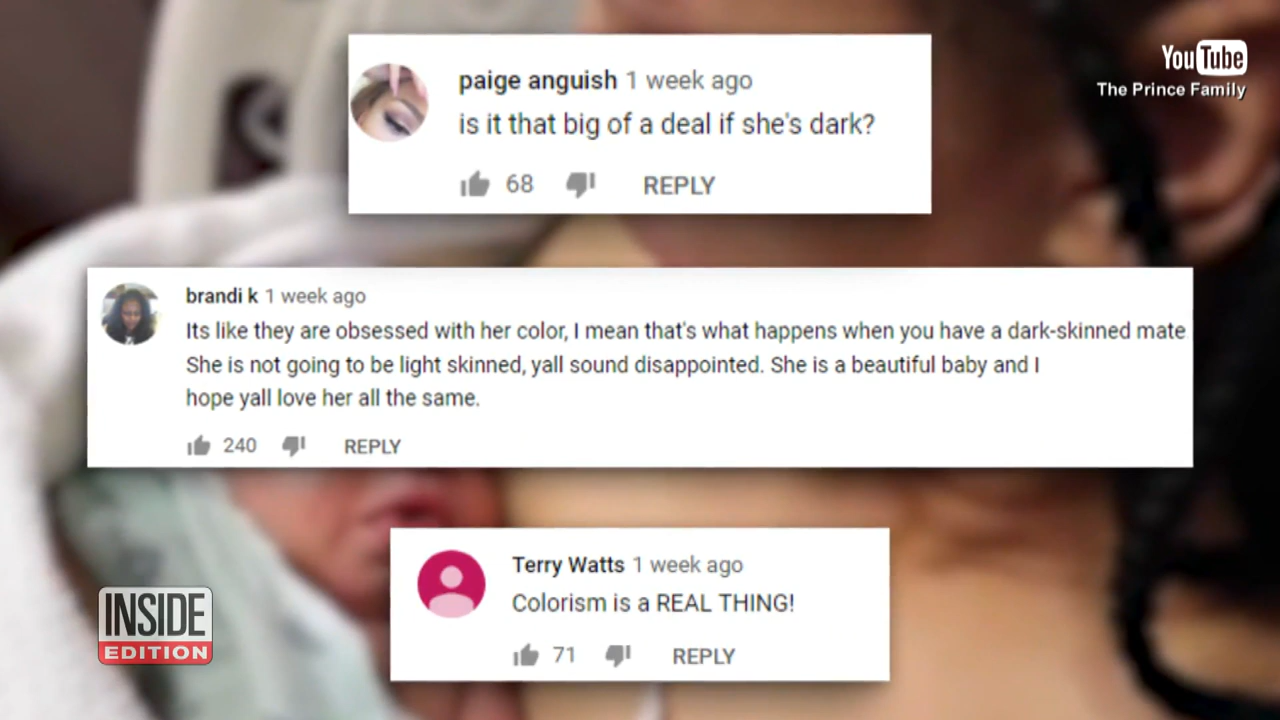 YouTube
The Prince Family
paige anguish 1 week ago
is it that big of a deal if she's dark?
68 REPLY
brandi k 1 week ago
Its like they are obsessed with her color, I mean that's what happens when you have a dark-skinned mate
She is not going to be light skinned, yall sound disappointed. She is a beautiful baby and I
hope yall love her all the same.
240 REPLY
Terry Watts 1 week ago
Colorism is a REAL THING!
71 REPLY
INSIDE
EDITION